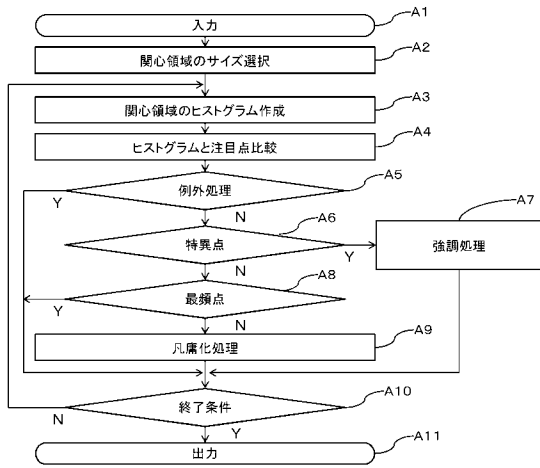 入力
A1
関心領域のサイズ選択
A2
関心領域のヒストグラム作成
A3
ヒストグラムと注目点比較
A4
例外処理
A5
Y
N
特異点
A6
Y
N
強調処理
A7
最頻点
A8
Y
N
凡庸化処理
A9
終了条件
A10
N
Y
出力
A11